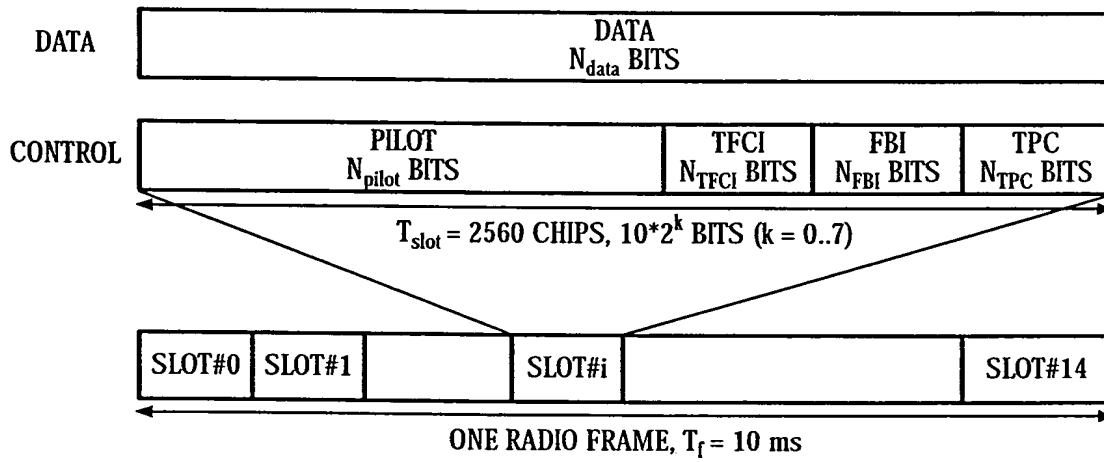 DATA
DATA
N_data BITS
CONTROL
PILOT
N_pilot BITS
TFCI
N_TFCI BITS
FBI
N_FBI BITS
TPC
N_TPC BITS
T_slot = 2560 CHIPS, 10*2^k BITS (k = 0..7)
SLOT#0 SLOT#1 SLOT#i SLOT#14
ONE RADIO FRAME, T_f = 10 ms